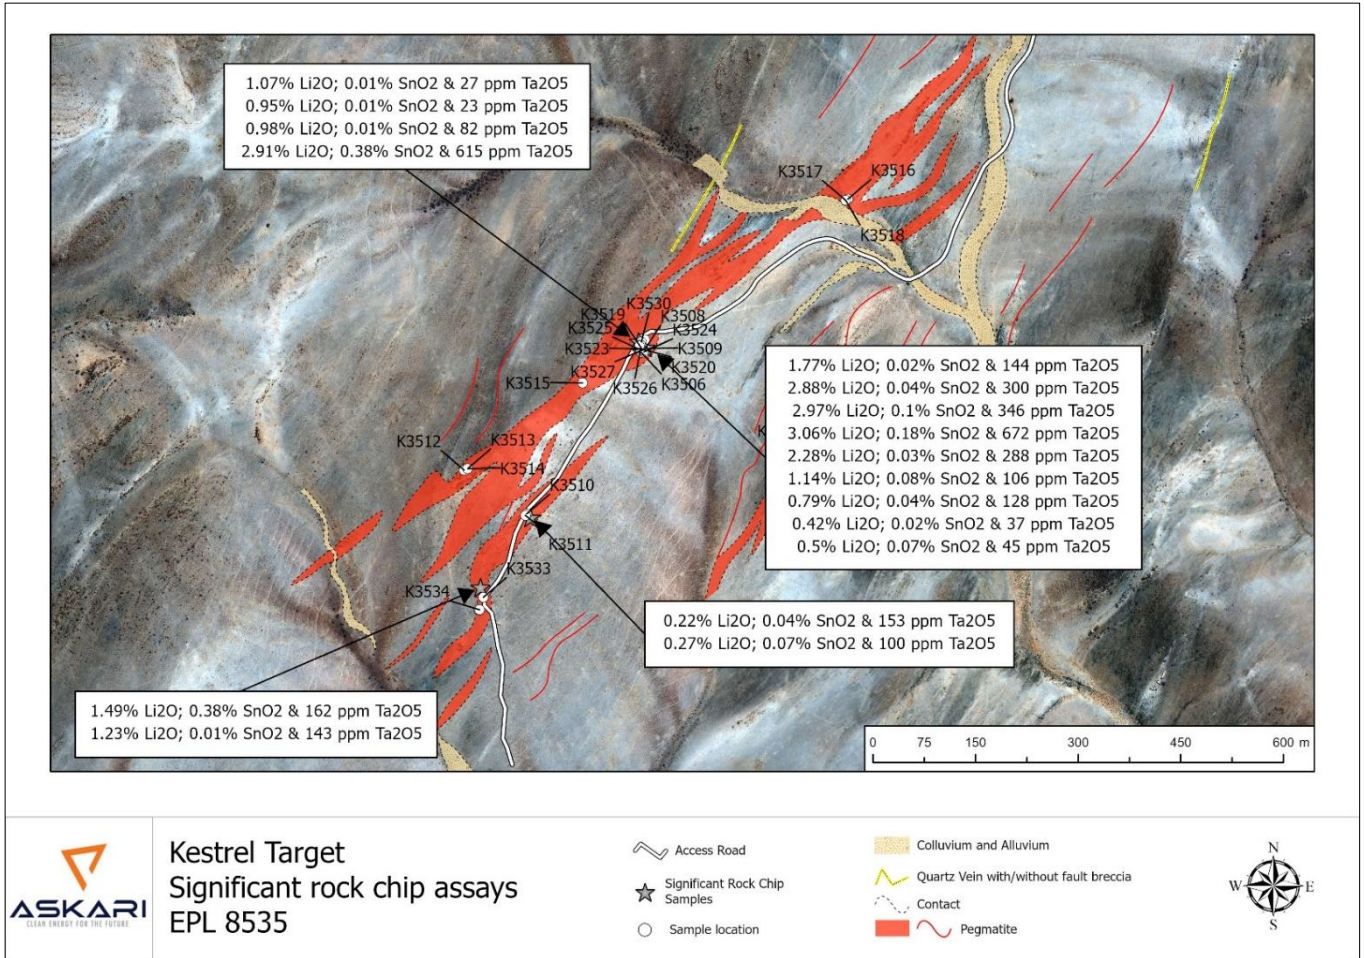 1.07% Li2O; 0.01% SnO2 & 27 ppm Ta2O5
0.95% Li2O; 0.01% SnO2 & 23 ppm Ta2O5
0.98% Li2O; 0.01% SnO2 & 82 ppm Ta2O5
2.91% Li2O; 0.38% SnO2 & 615 ppm Ta2O5
K3517
K3516
K3518
K3530
K3519
K3508
K3525
K3524
K3523
K3509
K3527
K3520
K3515
K3526
K3506
1.77% Li2O; 0.02% SnO2 & 144 ppm Ta2O5
2.88% Li2O; 0.04% SnO2 & 300 ppm Ta2O5
2.97% Li2O; 0.1% SnO2 & 346 ppm Ta2O5
3.06% Li2O; 0.18% SnO2 & 672 ppm Ta2O5
2.28% Li2O; 0.03% SnO2 & 288 ppm Ta2O5
1.14% Li2O; 0.08% SnO2 & 106 ppm Ta2O5
0.79% Li2O; 0.04% SnO2 & 128 ppm Ta2O5
0.42% Li2O; 0.02% SnO2 & 37 ppm Ta2O5
0.5% Li2O; 0.07% SnO2 & 45 ppm Ta2O5
K3512
K3513
K3514
K3510
K3511
K3533
K3534
0.22% Li2O; 0.04% SnO2 & 153 ppm Ta2O5
0.27% Li2O; 0.07% SnO2 & 100 ppm Ta2O5
1.49% Li2O; 0.38% SnO2 & 162 ppm Ta2O5
1.23% Li2O; 0.01% SnO2 & 143 ppm Ta2O5
0 75 150 300 450 600 m
ASKARI
CLEAN ENERGY FOR THE FUTURE
Kestrel Target
Significant rock chip assays
EPL 8535
Access Road
Significant Rock Chip
Samples
Sample location
Colluvium and Alluvium
Quartz Vein with/without fault breccia
Contact
Pegmatite
N
W E
S